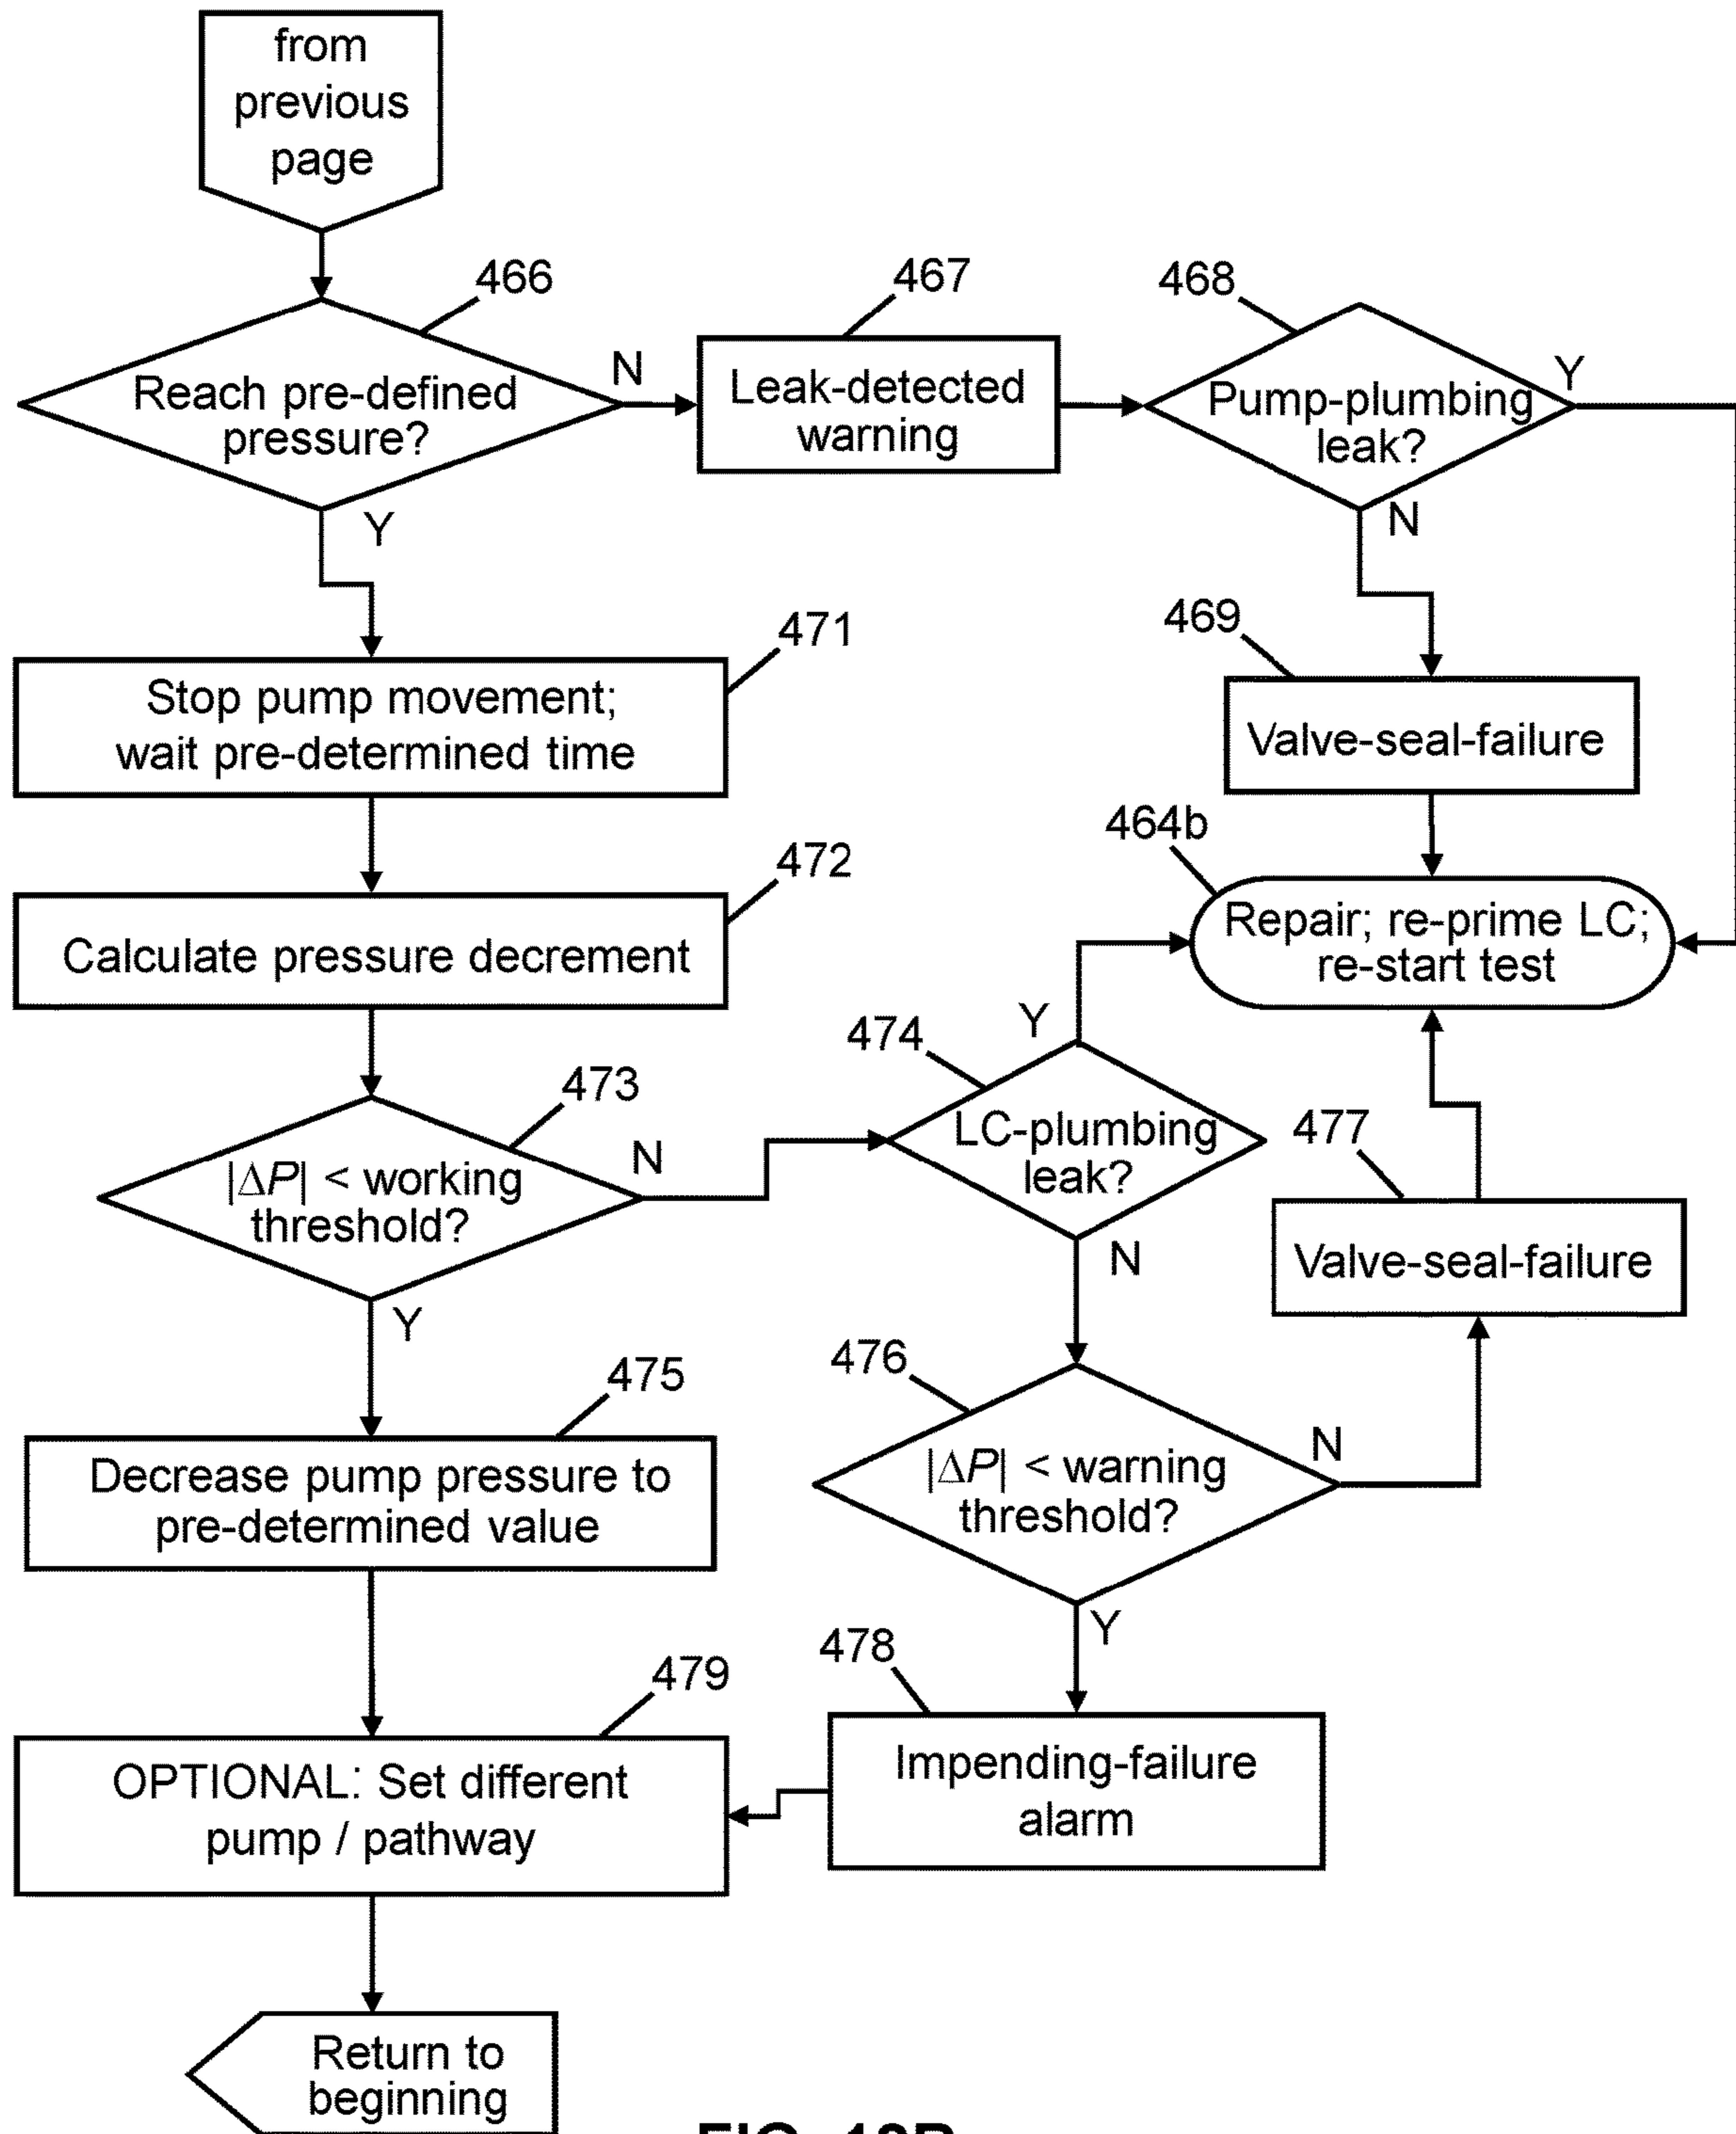 from
previous
page
466
467
468
Reach pre-defined
pressure?
N
Leak-detected
warning
Pump-plumbing
leak?
Y
Y
N
471
469
Stop pump movement;
wait pre-determined time
Valve-seal-failure
472
464b
Calculate pressure decrement
Repair; re-prime LC;
re-start test
473
474
Y
|ΔP| < working
threshold?
N
LC-plumbing
leak?
477
Y
N
Valve-seal-failure
475
476
Decrease pump pressure to
pre-determined value
|ΔP| < warning
threshold?
N
Y
479
478
OPTIONAL: Set different
pump / pathway
Impending-failure
alarm
Return to
beginning